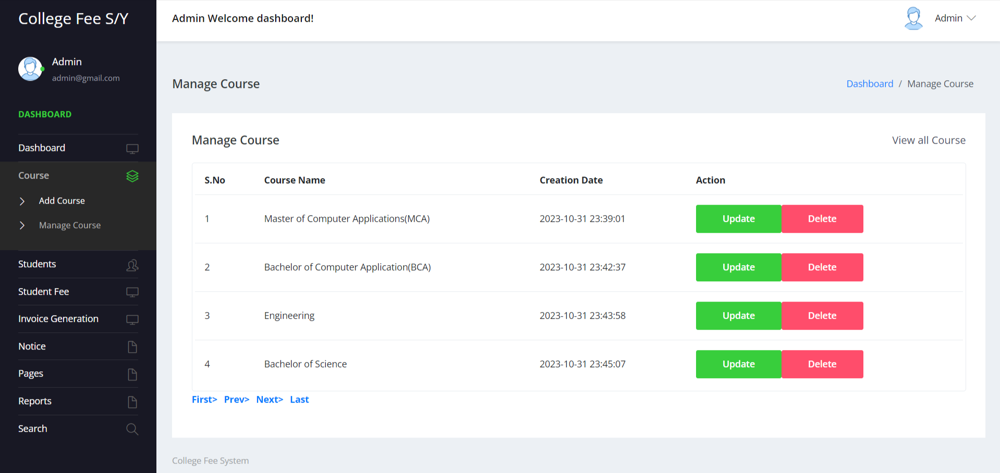 College Fee S/Y
Admin Welcome dashboard!
Admin
Admin
admin@gmail.com
DASHBOARD
Dashboard
Course
Add Course
Manage Course
Students
Student Fee
Invoice Generation
Notice
Pages
Reports
Search
Manage Course
Dashboard / Manage Course
Manage Course
View all Course
S.No Course Name Creation Date Action
1 Master of Computer Applications(MCA) 2023-10-31 23:39:01 Update Delete
2 Bachelor of Computer Application(BCA) 2023-10-31 23:42:37 Update Delete
3 Engineering 2023-10-31 23:43:58 Update Delete
4 Bachelor of Science 2023-10-31 23:45:07 Update Delete
First> Prev> Next> Last
College Fee System